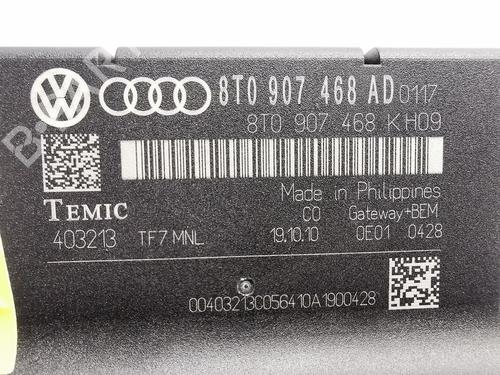 8T0 907 468 AD 0117
8T0 907 468 KH09
TEMIC
Made in Philippines
C0 Gateway+BEM
403213 TF7 MNL 19.10.10 0E01 0428
00403213C056410A1900428